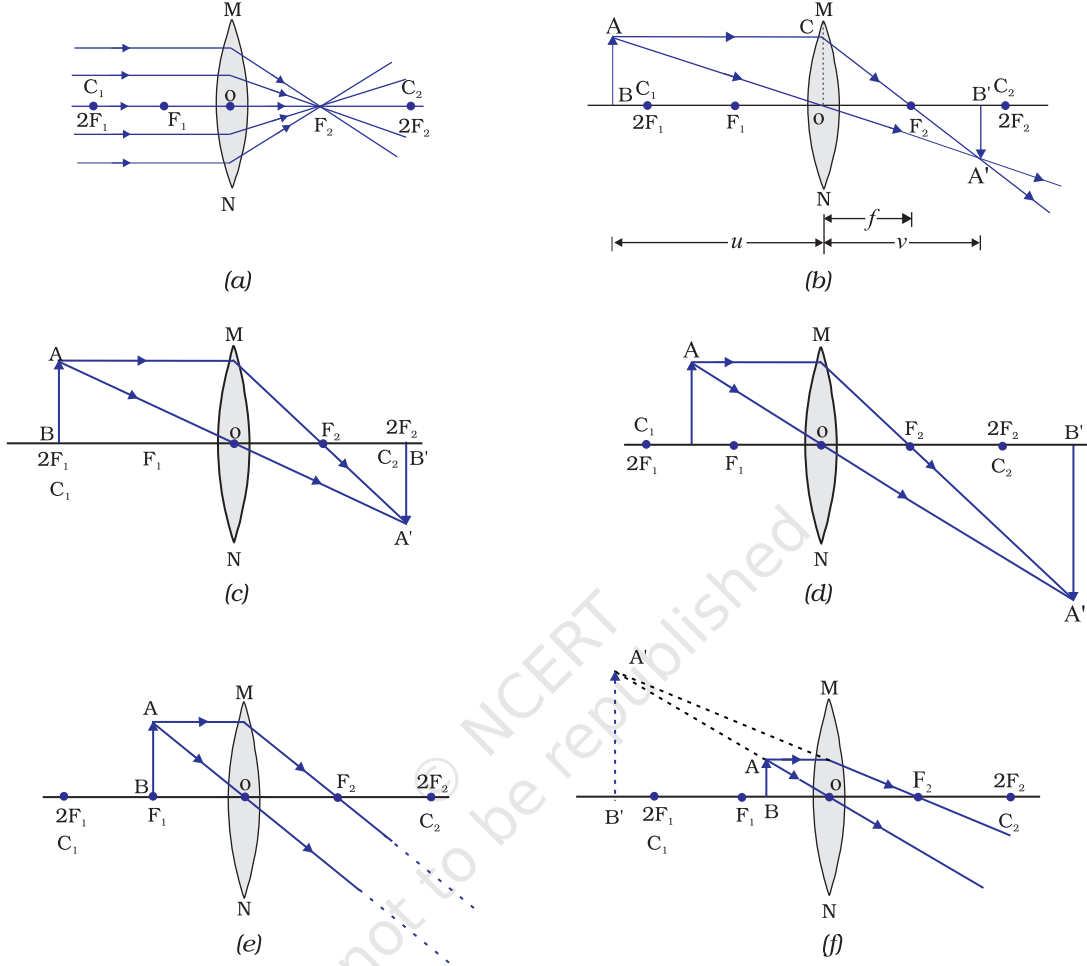 M
C₁
O
C₂
2F₁
F₁
F₂
2F₂
N
(a)
M
A
C
B
C₁
B'
C₂
2F₁
F₁
o
F₂
2F₂
A'
N
f
u
v
(b)
M
A
B
O
F₂
2F₂
2F₁
F₁
C₂
B'
C₁
A'
N
(c)
M
A
C₁
O
F₂
2F₂
B'
2F₁
F₁
C₂
N
A'
(d)
M
A
B
O
F₂
2F₂
2F₁
F₁
C₂
C₁
N
(e)
A'
M
A
O
F₂
2F₂
B'
2F₁
F₁
B
C₂
C₁
N
(f)
© NCERT
not to be republished